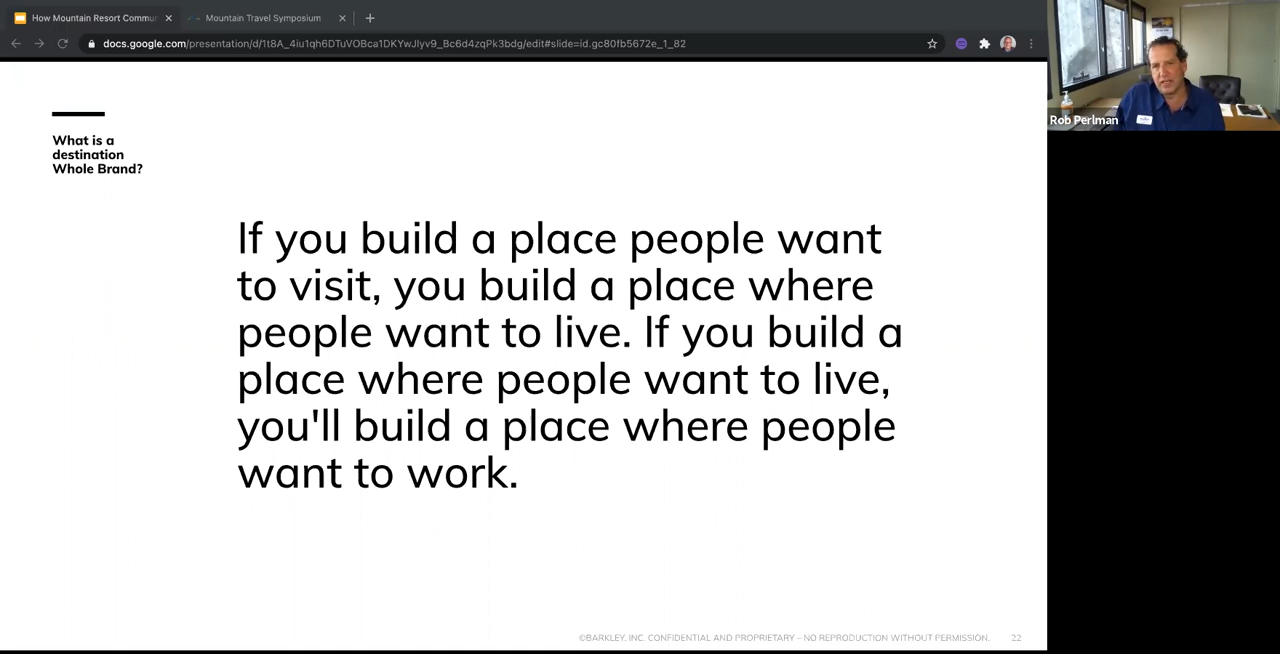 How Mountain Resort Commu
Mountain Travel Symposium
docs.google.com/presentation/d/1t8A_4iu1qh6DTuVOBca1DKYwJIyv9_Bc6d4zqPk3bdg/edit#slide=id.gc80fb5672e_1_82
Rob Perlman
What is a
destination
Whole Brand?
If you build a place people want
to visit, you build a place where
people want to live. If you build a
place where people want to live,
you'll build a place where people
want to work.
©BARKLEY, INC. CONFIDENTIAL AND PROPRIETARY – NO REPRODUCTION WITHOUT PERMISSION. 22